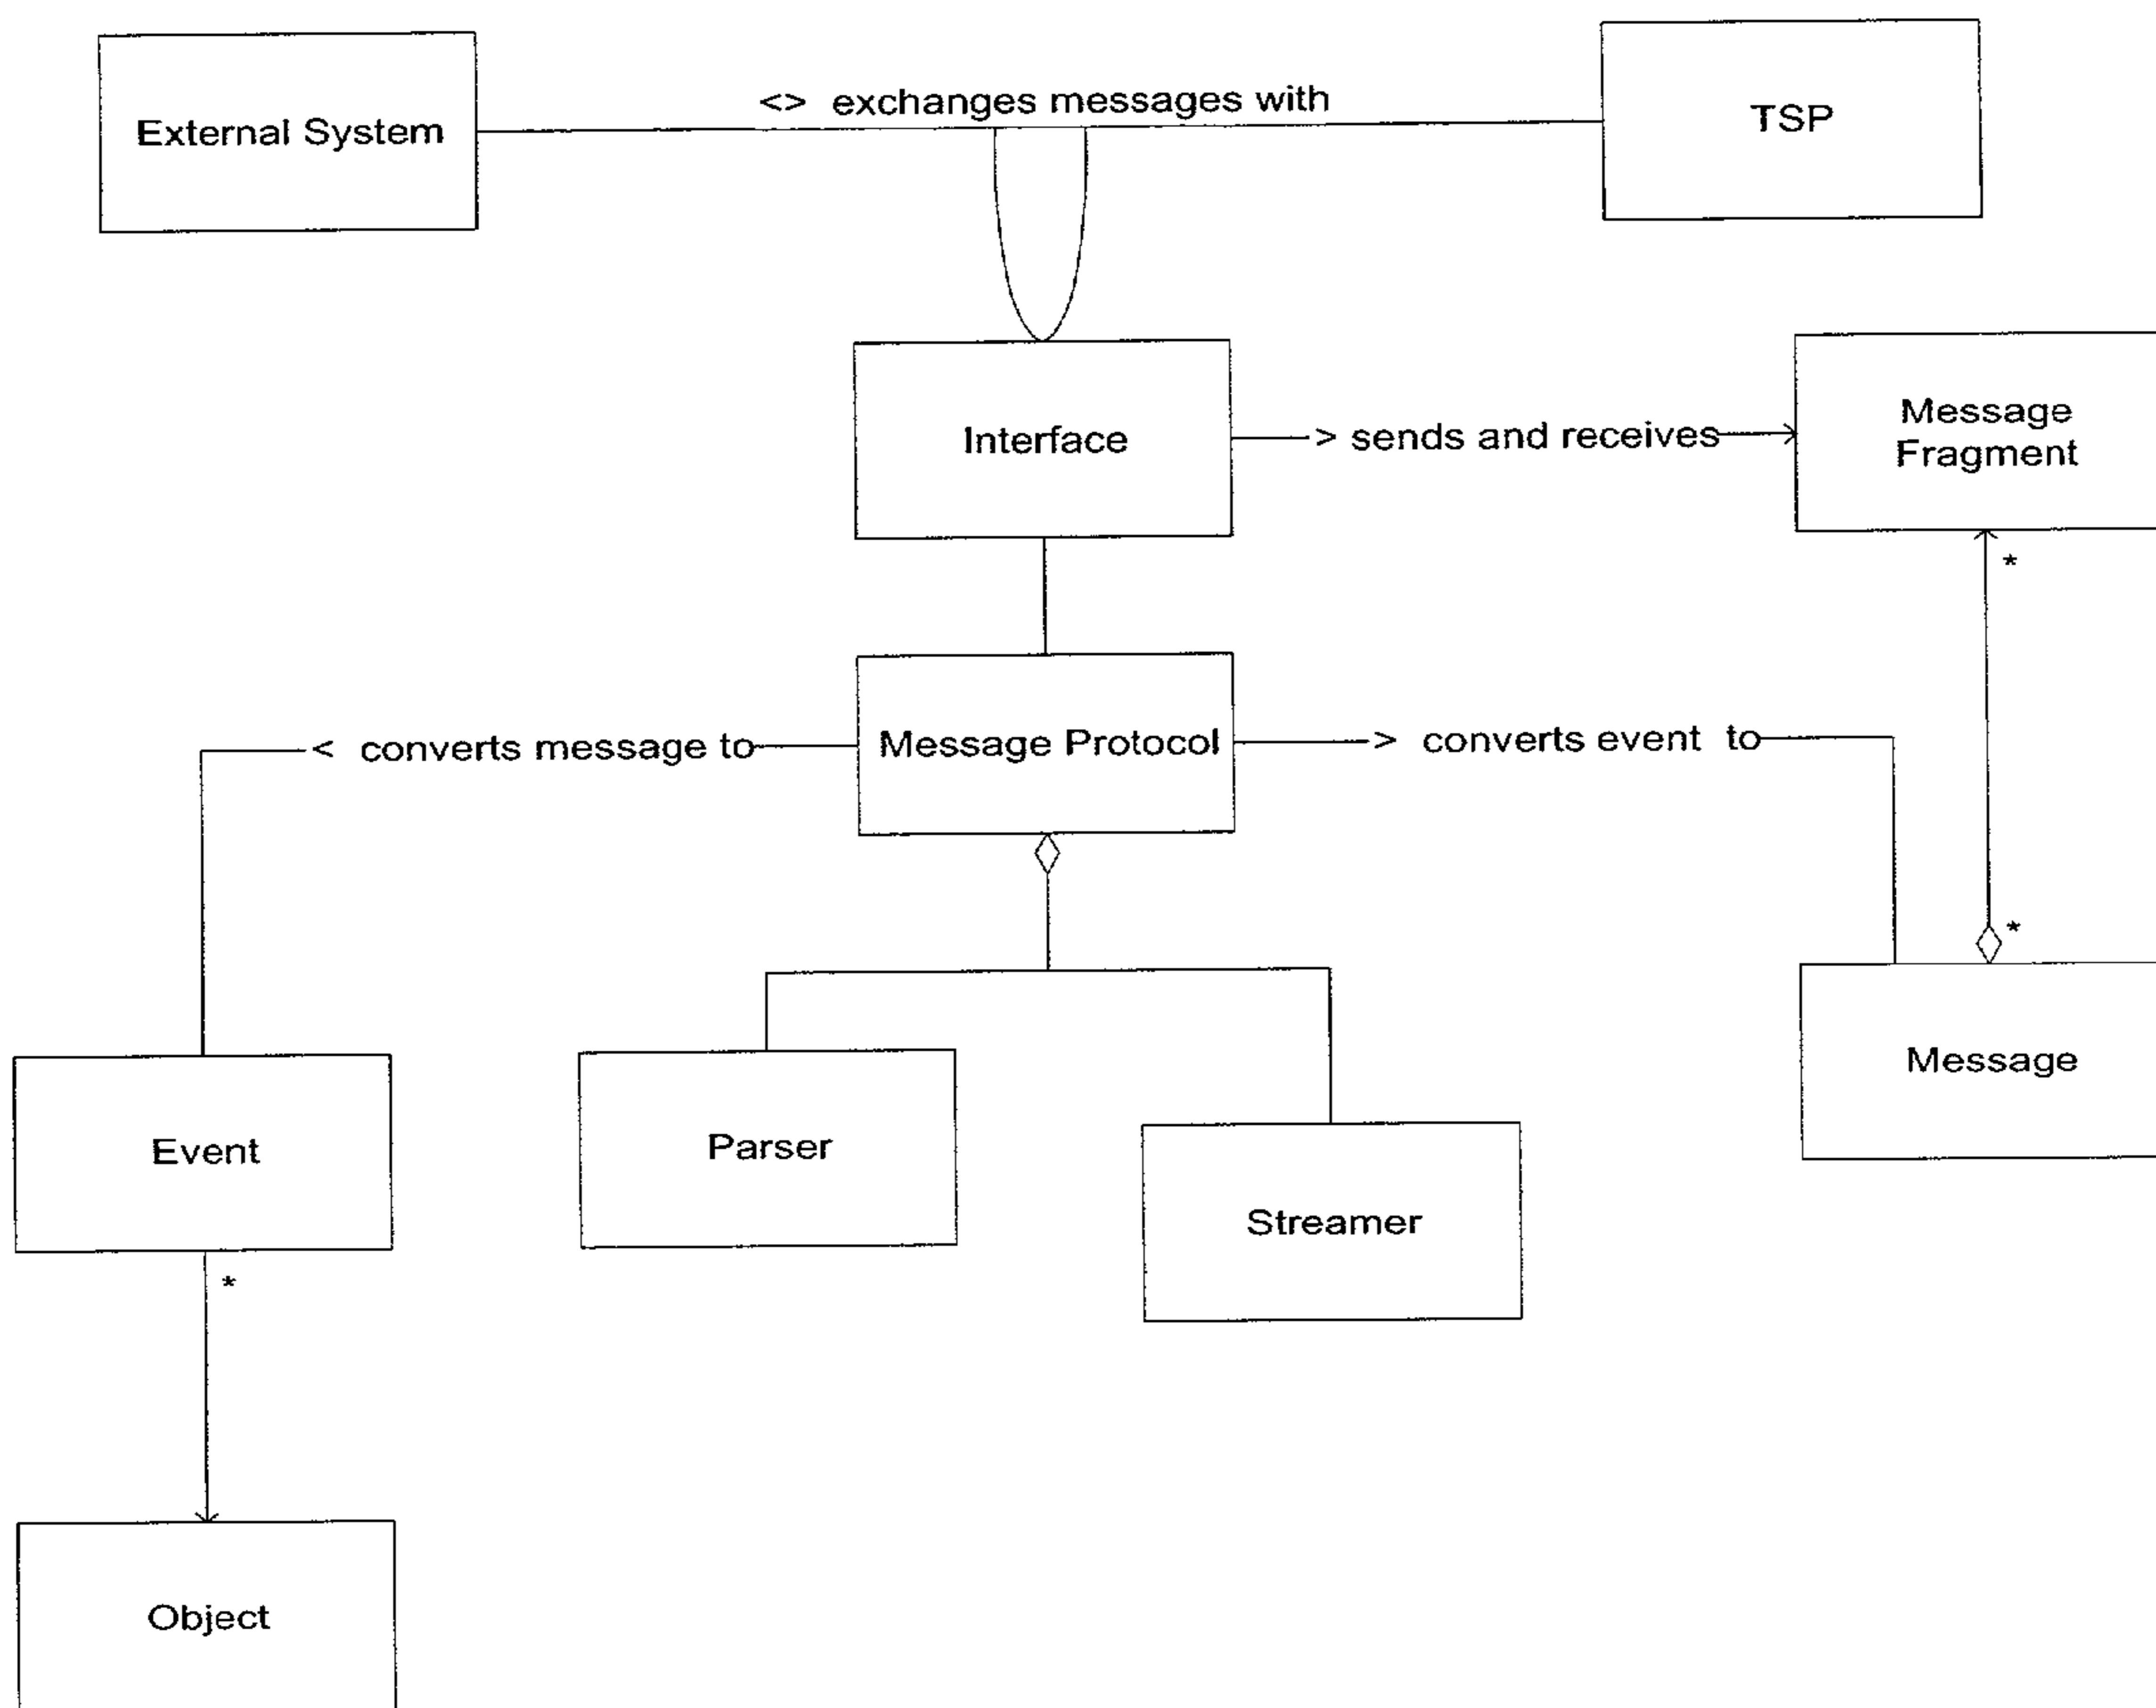 External System
<> exchanges messages with
TSP
Interface
> sends and receives
Message
Fragment
*
< converts message to
Message Protocol
> converts event to
*
Message
Event
Parser
Streamer
*
Object